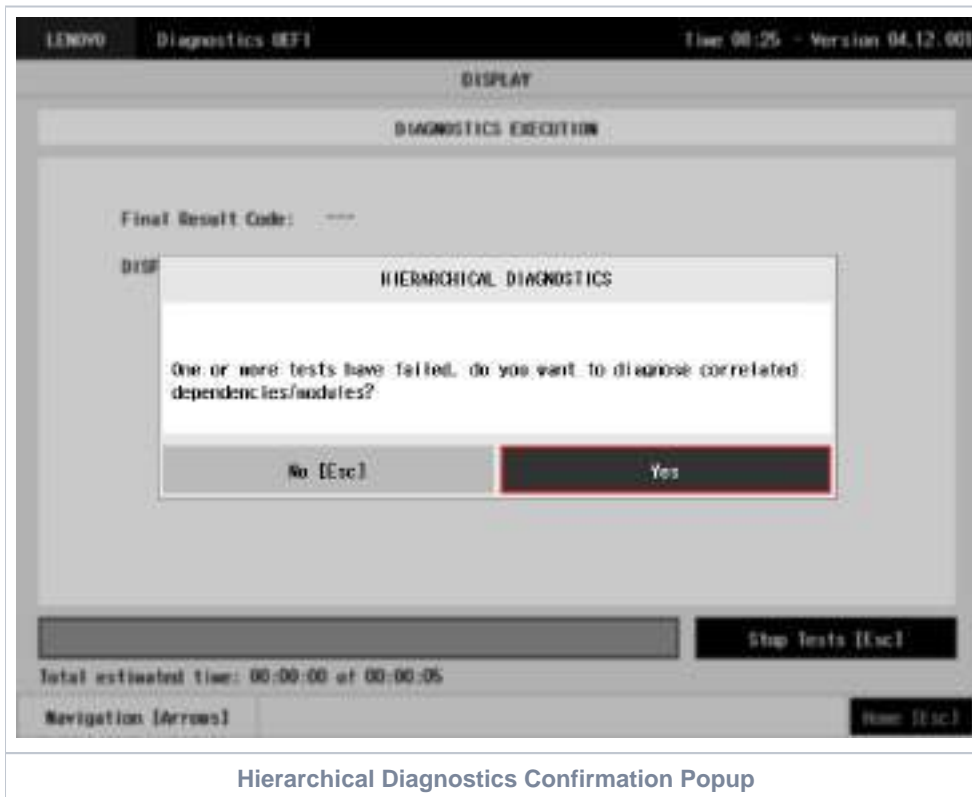 LENOVO Diagnostics UEFI Time 08:25 - Version 04.12.001
DISPLAY
DIAGNOSTICS EXECUTION
Final Result Code: ---
DISP
HIERARCHICAL DIAGNOSTICS
One or more tests have failed, do you want to diagnose correlated
dependencies/modules?
No [Esc] Yes
Stop Tests [Esc]
Total estimated time: 00:00:00 of 00:00:05
Navigation [Arrows] Home [Esc]
Hierarchical Diagnostics Confirmation Popup